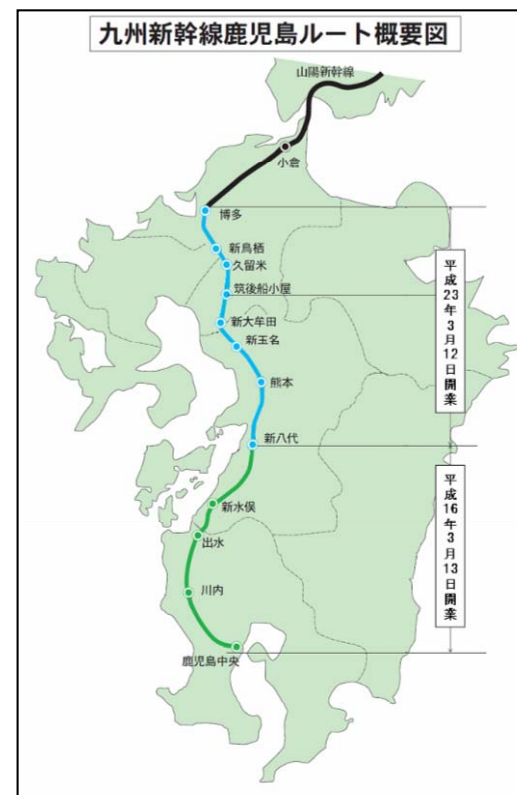 九州新幹線鹿児島ルート概要図
山陽新幹線
小倉
博多
新鳥栖
久留米
筑後船小屋
新大牟田
新玉名
熊本
新八代
新水俣
出水
川内
鹿児島中央
平成23年3月12日開業
平成16年3月13日開業